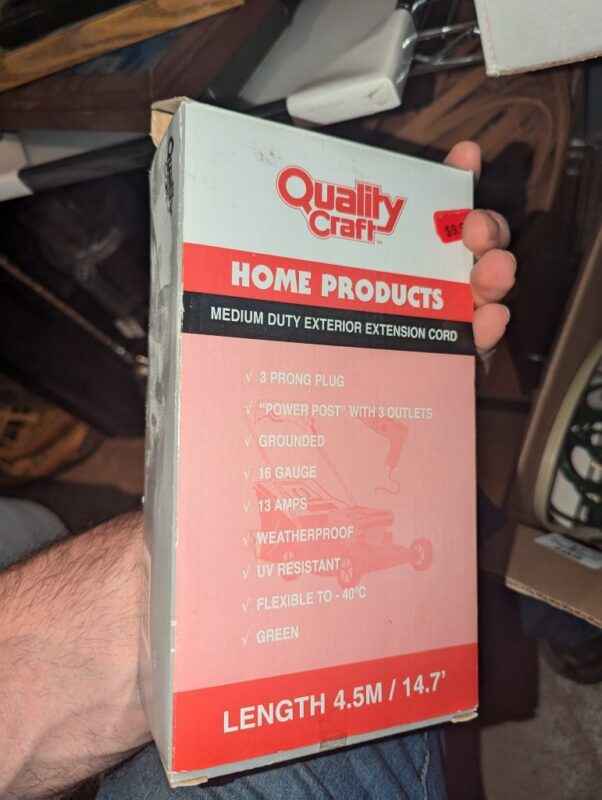 Quality
Craft™
HOME PRODUCTS
MEDIUM DUTY EXTERIOR EXTENSION CORD
√ 3 PRONG PLUG
√ "POWER POST" WITH 3 OUTLETS
√ GROUNDED
√ 16 GAUGE
√ 13 AMPS
√ WEATHERPROOF
√ UV RESISTANT
√ FLEXIBLE TO - 40°C
√ GREEN
LENGTH 4.5M / 14.7'